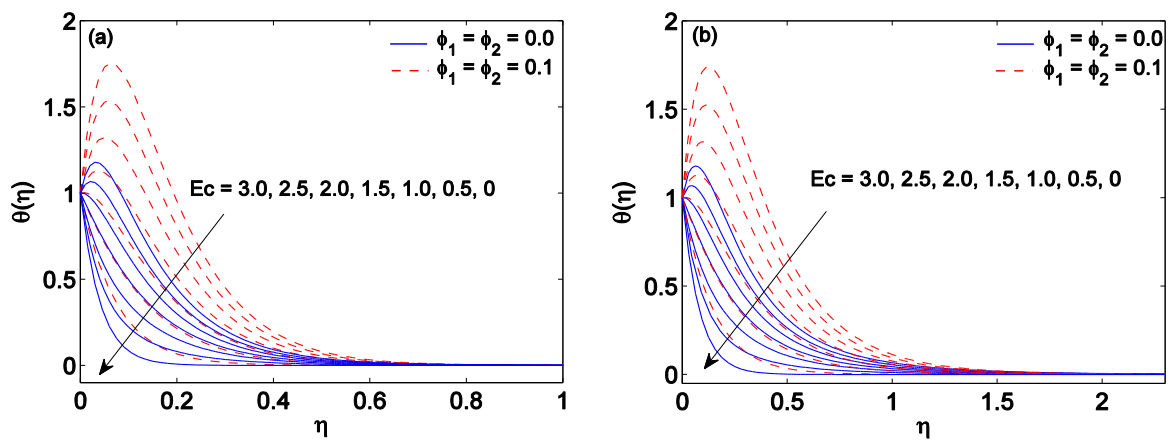 (a)
ϕ1 = ϕ2 = 0.0
ϕ1 = ϕ2 = 0.1
Ec = 3.0, 2.5, 2.0, 1.5, 1.0, 0.5, 0
θ(η)
2
1.5
1
0.5
0
0 0.2 0.4 0.6 0.8 1
η
(b)
ϕ1 = ϕ2 = 0.0
ϕ1 = ϕ2 = 0.1
Ec = 3.0, 2.5, 2.0, 1.5, 1.0, 0.5, 0
θ(η)
2
1.5
1
0.5
0
0 0.5 1 1.5 2
η